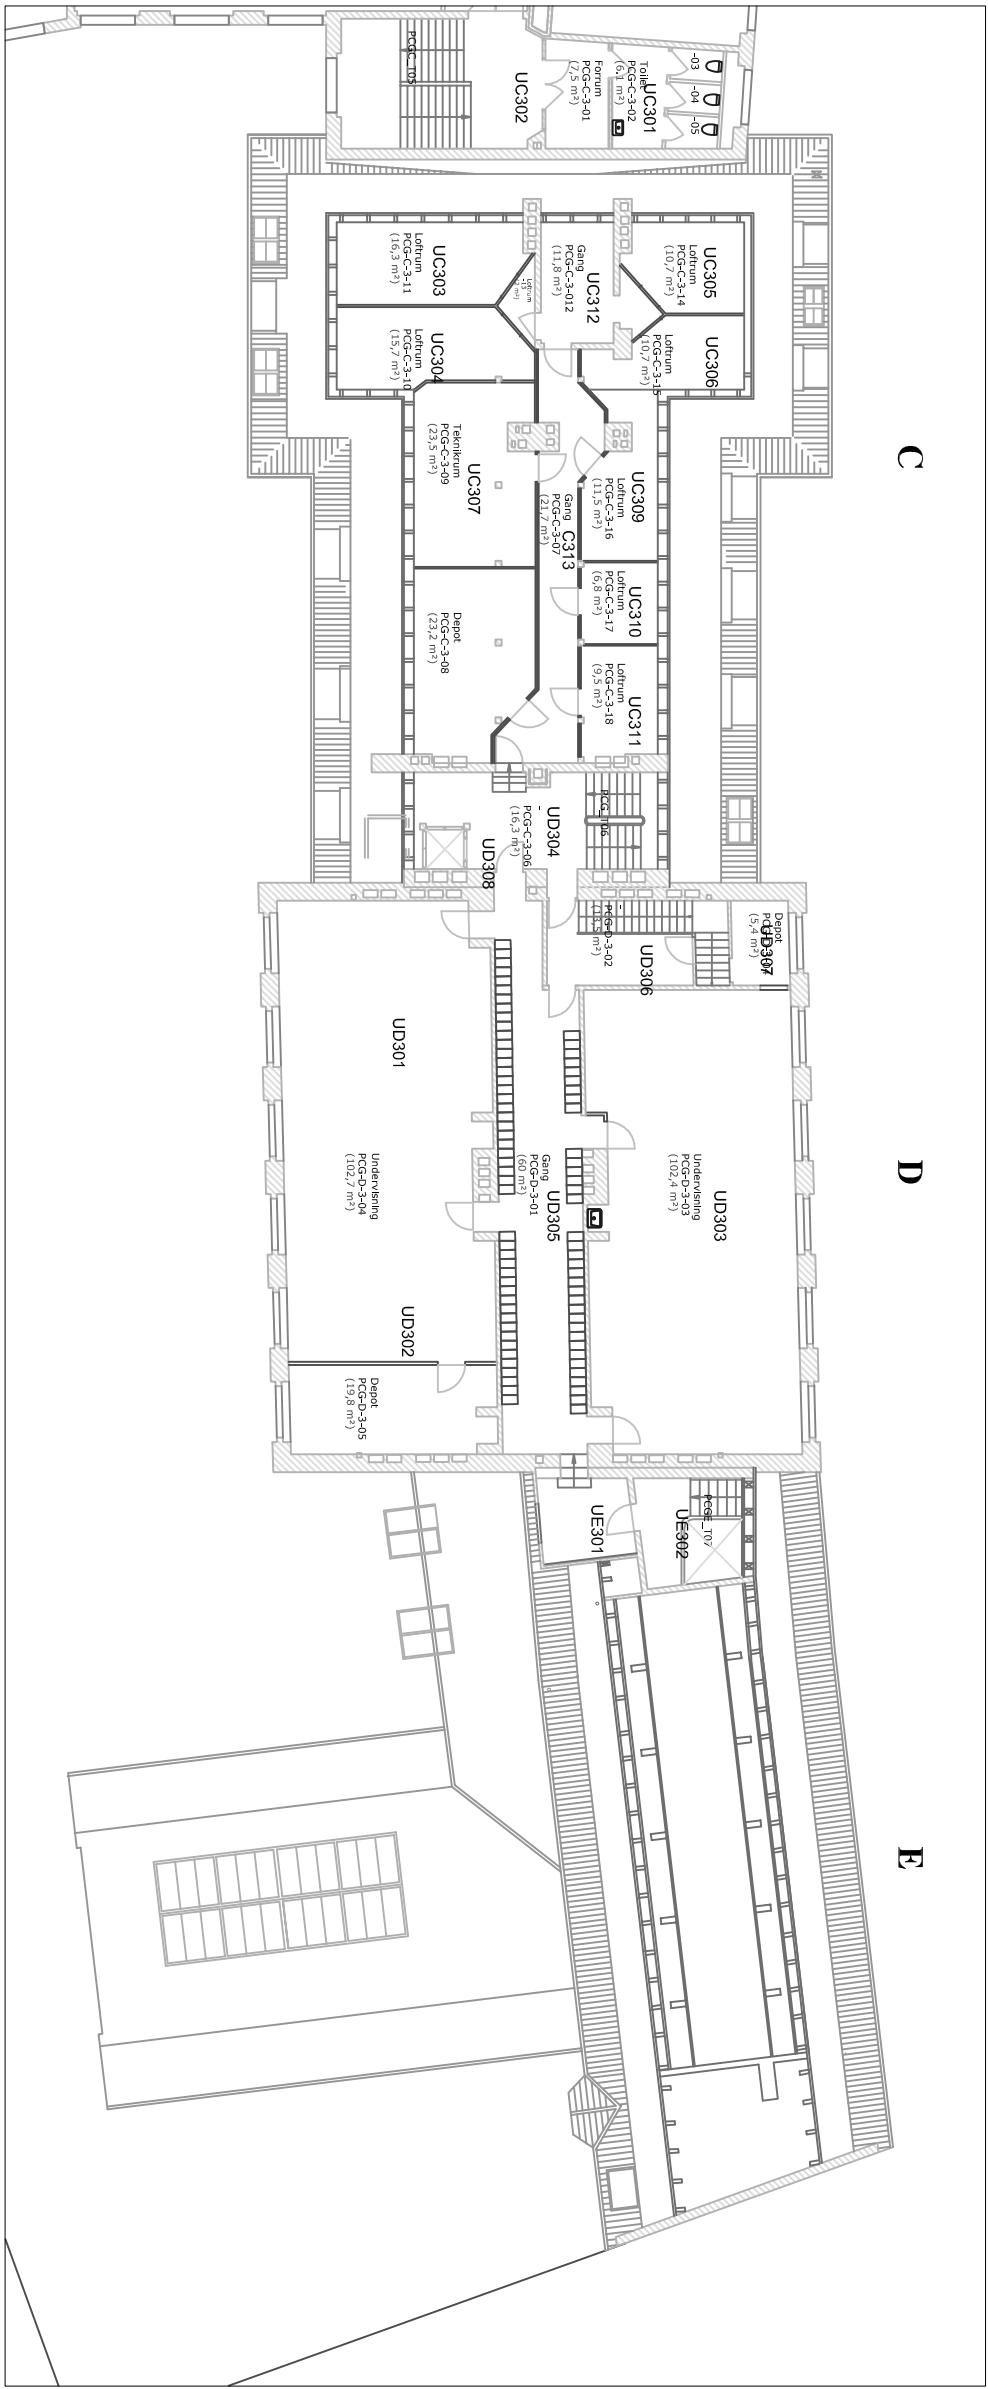 C
D
E
PCGC_T05
UC302
Forrum
PCG-C-3-01
(7,5 m²)
Toilet
PCG-C-3-02
(6,1 m²)
UC301
-03
-04
-05
UC303
Loftrum
PCG-C-3-11
(16,3 m²)
UC304
Loftrum
PCG-C-3-10
(15,7 m²)
Loftrum
UC312
Gang
PCG-C-3-012
(11,8 m²)
UC305
Loftrum
PCG-C-3-14
(10,7 m²)
UC306
Loftrum
PCG-C-3-15
(10,7 m²)
UC307
Teknikrum
PCG-C-3-09
(23,5 m²)
Depot
PCG-C-3-08
(23,2 m²)
C313
Gang
PCG-C-3-07
(21,7 m²)
UC309
Loftrum
PCG-C-3-16
(11,5 m²)
UC310
Loftrum
PCG-C-3-17
(6,8 m²)
UC311
Loftrum
PCG-C-3-18
(9,5 m²)
UD304
-
PCG-C-3-06
(16,3 m²)
PCG_T06
UD308
UD306
-
PCG-D-3-02
(13,5 m²)
UD307
Depot
(5,4 m²)
UD301
Undervisning
PCG-D-3-04
(102,7 m²)
UD302
Depot
PCG-D-3-05
(19,8 m²)
UD305
Gang
PCG-D-3-01
(60 m²)
UD303
Undervisning
PCG-D-3-03
(102,4 m²)
UE301
UE302
PCGE_T07